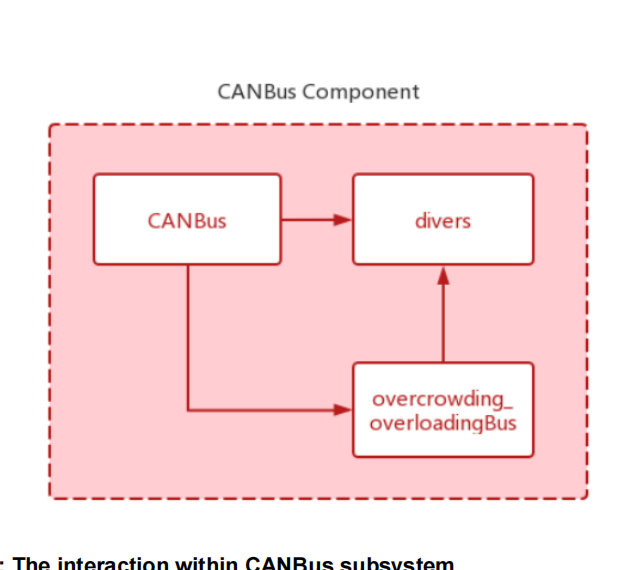 CANBus Component
CANBus
divers
overcrowding_
overloadingBus
: The interaction within CANBus subsystem